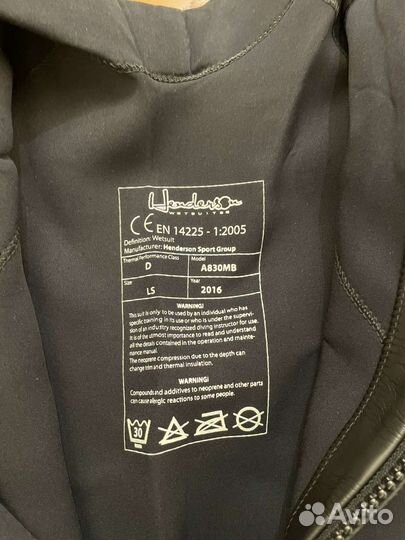 Henderson
WETSUITES
CE EN 14225 - 1:2005
Definition: Wetsuit
Manufacturer: Henderson Sport Group
Thermal Performance Class Model
D A830MB
Size Year
LS 2016
WARNING!
This suit is only to be used by an individual who has
specific training in its use or who is under the supervi-
sion of an industry recognized diving instructor for use.
It is of the utmost importance to read and understand
all the details contained in the operation and mainte-
nance manual.
The neoprene compression due to the depth can
change trim and thermal insulation.
WARNING!
Compounds and additives to neoprene and other parts
can cause allergic reactions to some people.
30
Avito